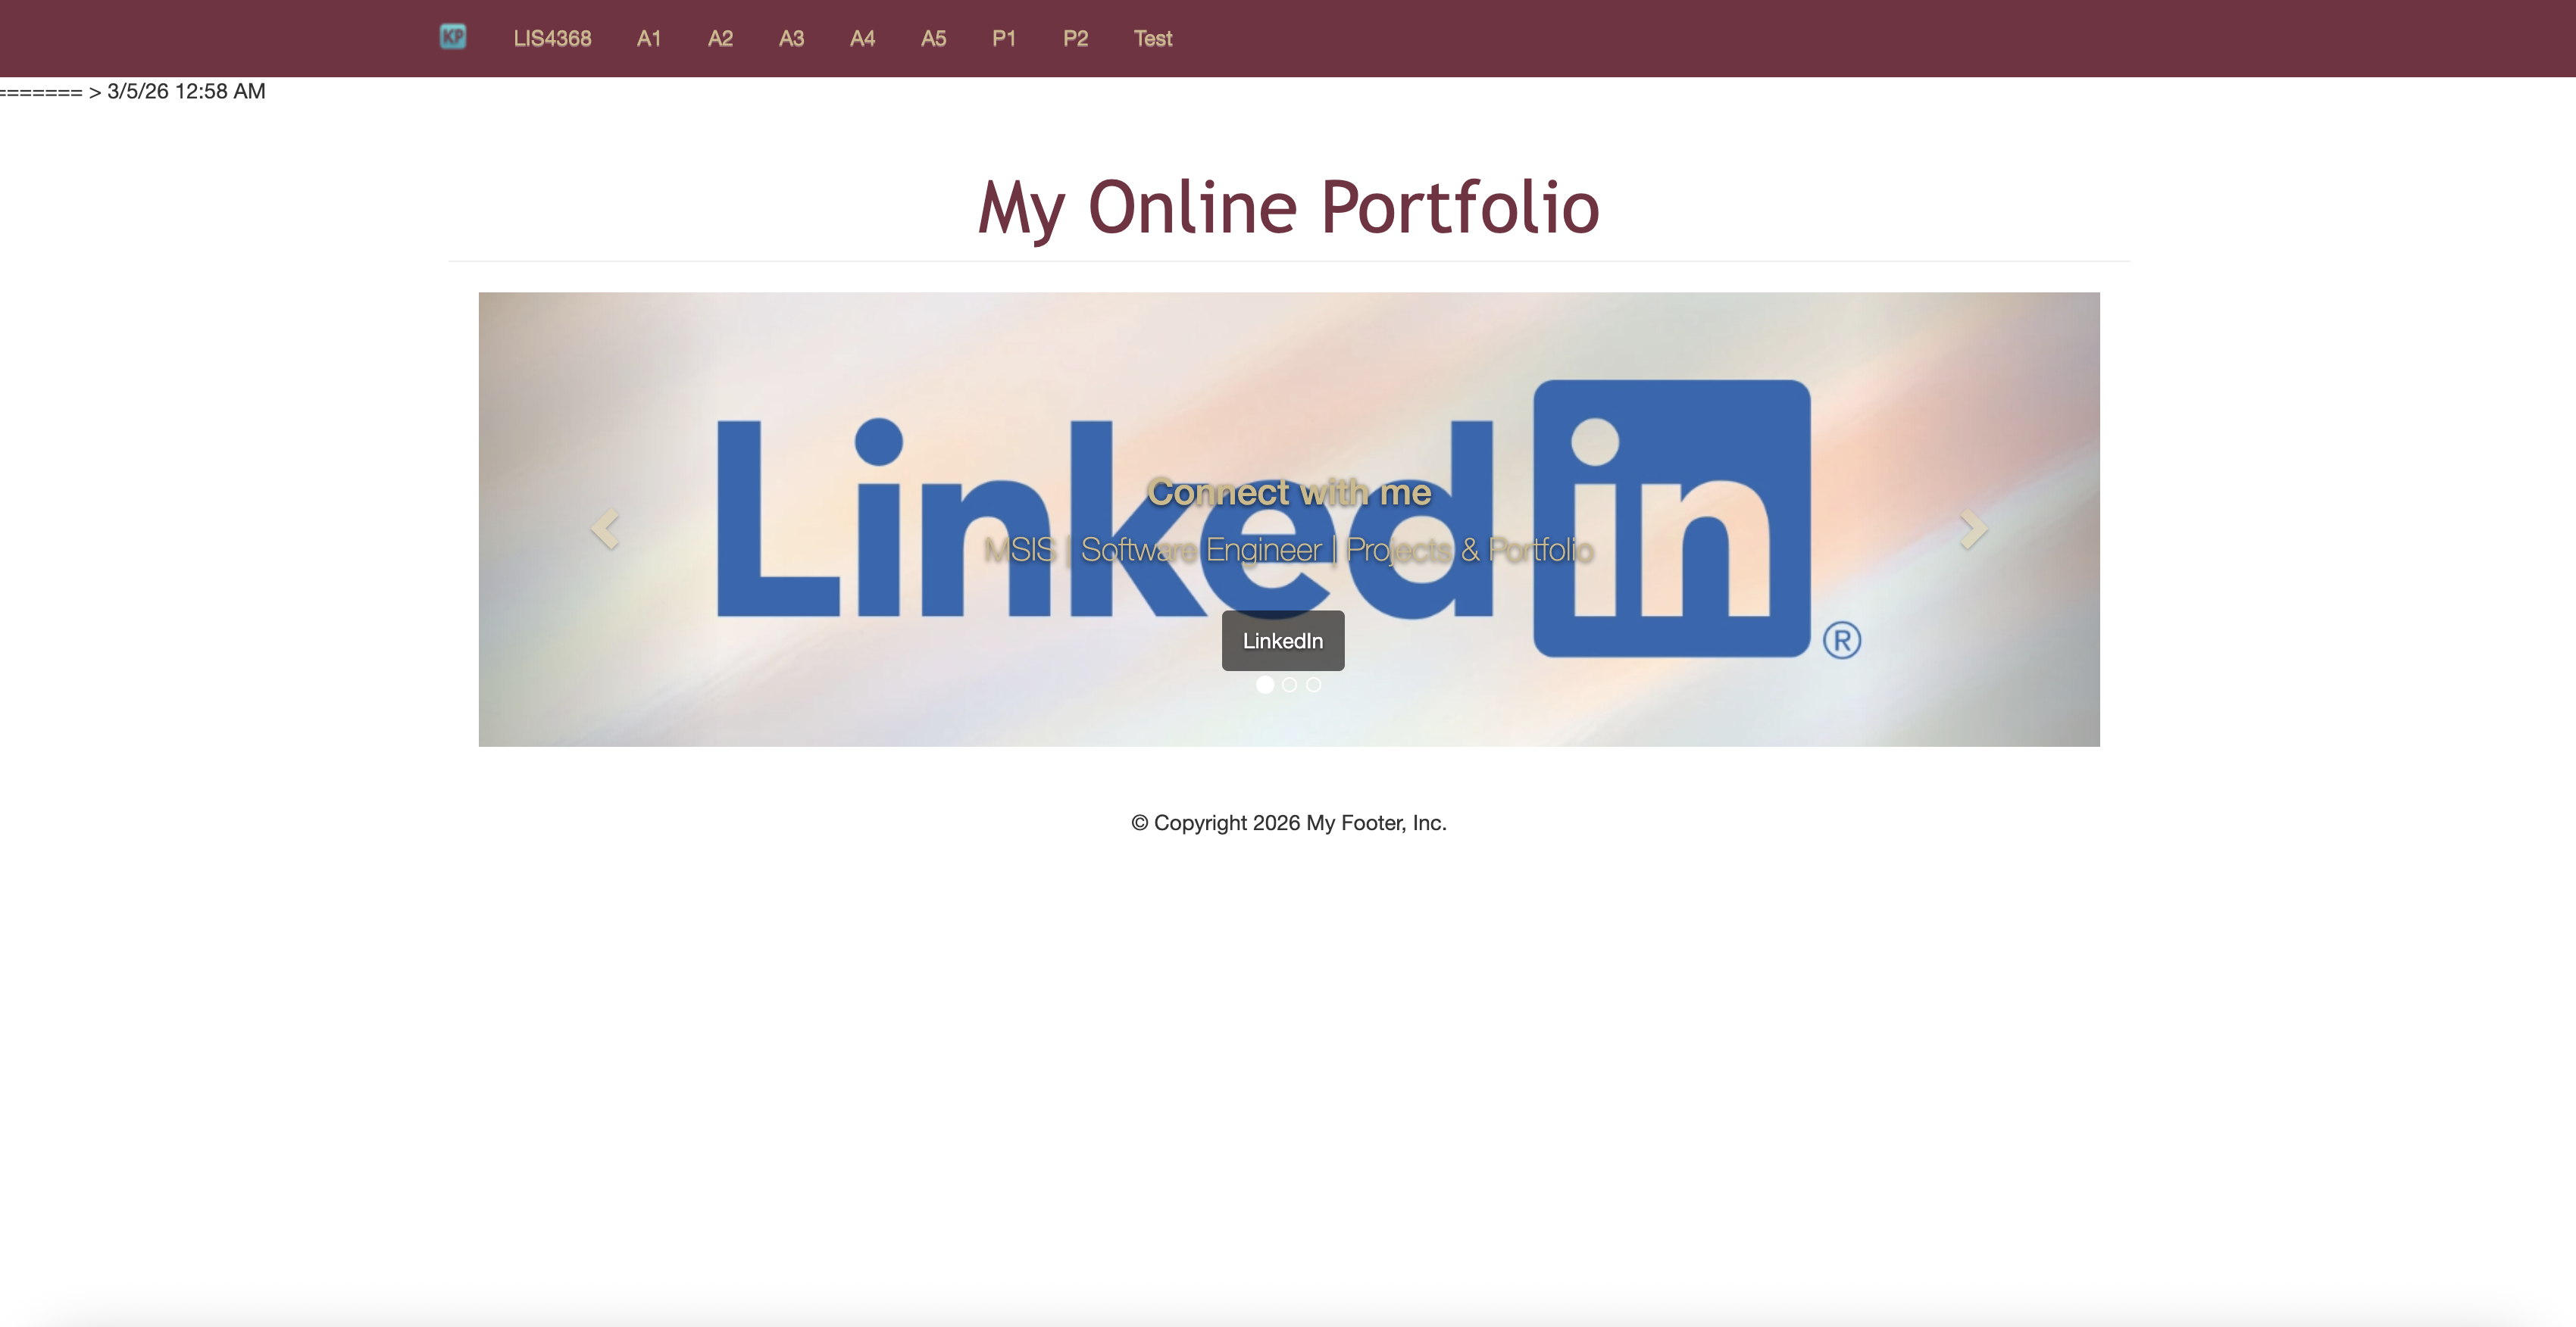 KP LIS4368 A1 A2 A3 A4 A5 P1 P2 Test
======= > 3/5/26 12:58 AM
My Online Portfolio
Linkedin®
Connect with me
MSIS | Software Engineer | Projects & Portfolio
LinkedIn
© Copyright 2026 My Footer, Inc.